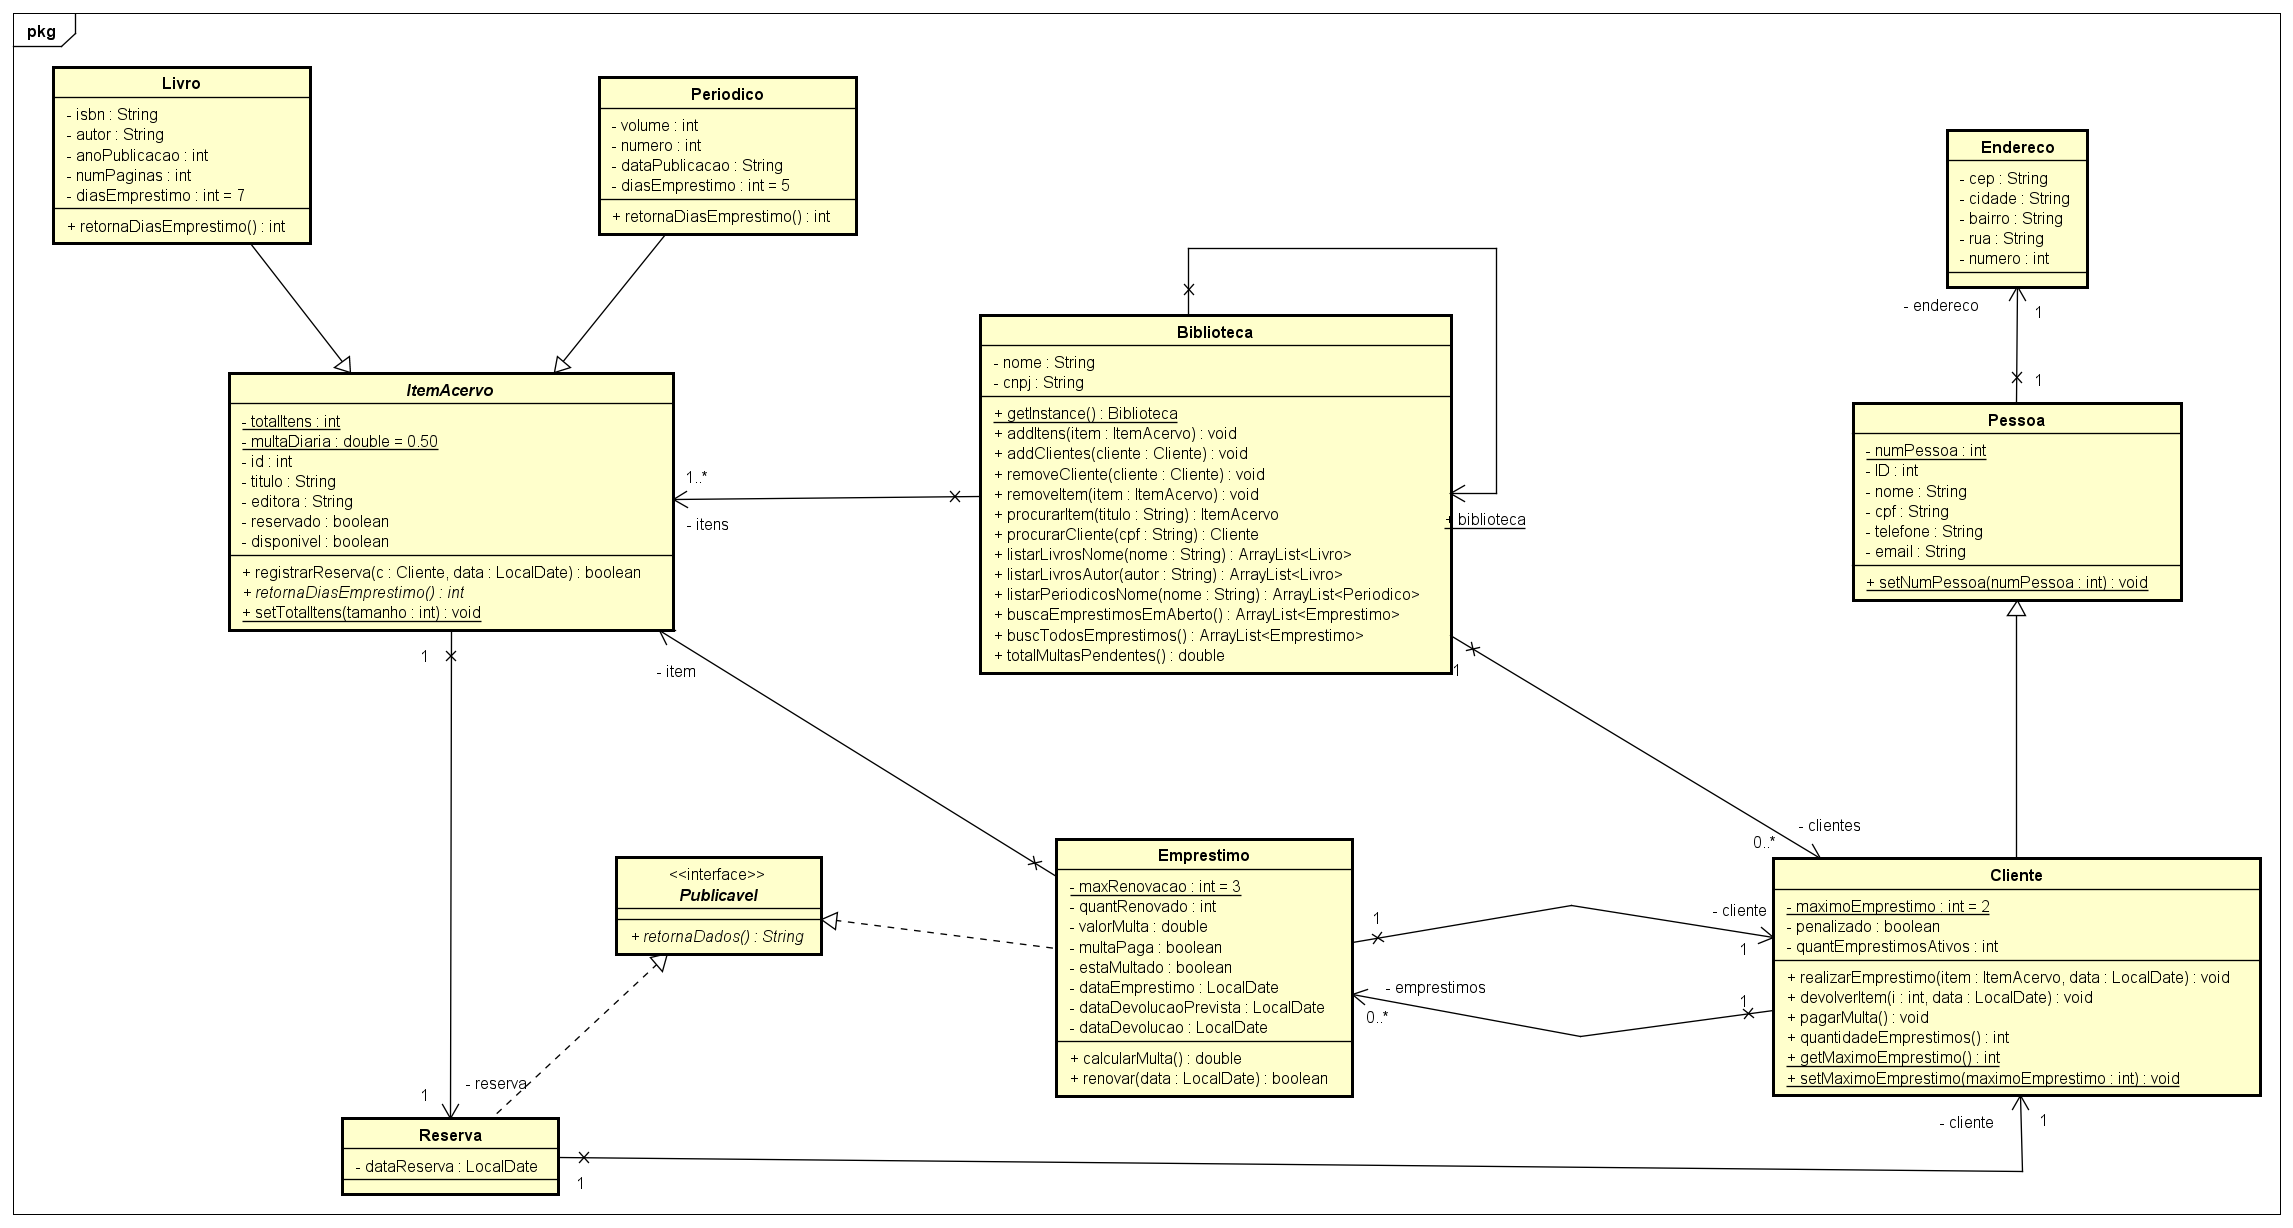 pkg
Livro
- isbn : String
- autor : String
- anoPublicacao : int
- numPaginas : int
- diasEmprestimo : int = 7
+ retornaDiasEmprestimo() : int
Periodico
- volume : int
- numero : int
- dataPublicacao : String
- diasEmprestimo : int = 5
+ retornaDiasEmprestimo() : int
Endereco
- cep : String
- cidade : String
- bairro : String
- rua : String
- numero : int
- endereco
1
1
Biblioteca
- nome : String
- cnpj : String
+ getInstance() : Biblioteca
+ addItens(item : ItemAcervo) : void
+ addClientes(cliente : Cliente) : void
+ removeCliente(cliente : Cliente) : void
+ removeItem(item : ItemAcervo) : void
+ procurarItem(titulo : String) : ItemAcervo
+ procurarCliente(cpf : String) : Cliente
+ listarLivrosNome(nome : String) : ArrayList<Livro>
+ listarLivrosAutor(autor : String) : ArrayList<Livro>
+ listarPeriodicosNome(nome : String) : ArrayList<Periodico>
+ buscaEmprestimosEmAberto() : ArrayList<Emprestimo>
+ buscTodosEmprestimos() : ArrayList<Emprestimo>
+ totalMultasPendentes() : double
+ biblioteca
1
ItemAcervo
- totalItens : int
- multaDiaria : double = 0.50
- id : int
- titulo : String
- editora : String
- reservado : boolean
- disponivel : boolean
+ registrarReserva(c : Cliente, data : LocalDate) : boolean
+ retornaDiasEmprestimo() : int
+ setTotalItens(tamanho : int) : void
1..*
- itens
1
- item
Pessoa
- numPessoa : int
- ID : int
- nome : String
- cpf : String
- telefone : String
- email : String
+ setNumPessoa(numPessoa : int) : void
- clientes
0..*
<<interface>>
Publicavel
+ retornaDados() : String
Emprestimo
- maxRenovacao : int = 3
- quantRenovado : int
- valorMulta : double
- multaPaga : boolean
- estaMultado : boolean
- dataEmprestimo : LocalDate
- dataDevolucaoPrevista : LocalDate
- dataDevolucao : LocalDate
+ calcularMulta() : double
+ renovar(data : LocalDate) : boolean
1
- cliente
1
- emprestimos
0..*
1
Cliente
- maximoEmprestimo : int = 2
- penalizado : boolean
- quantEmprestimosAtivos : int
+ realizarEmprestimo(item : ItemAcervo, data : LocalDate) : void
+ devolverItem(i : int, data : LocalDate) : void
+ pagarMulta() : void
+ quantidadeEmprestimos() : int
+ getMaximoEmprestimo() : int
+ setMaximoEmprestimo(maximoEmprestimo : int) : void
- reserva
1
Reserva
- dataReserva : LocalDate
1
- cliente
1